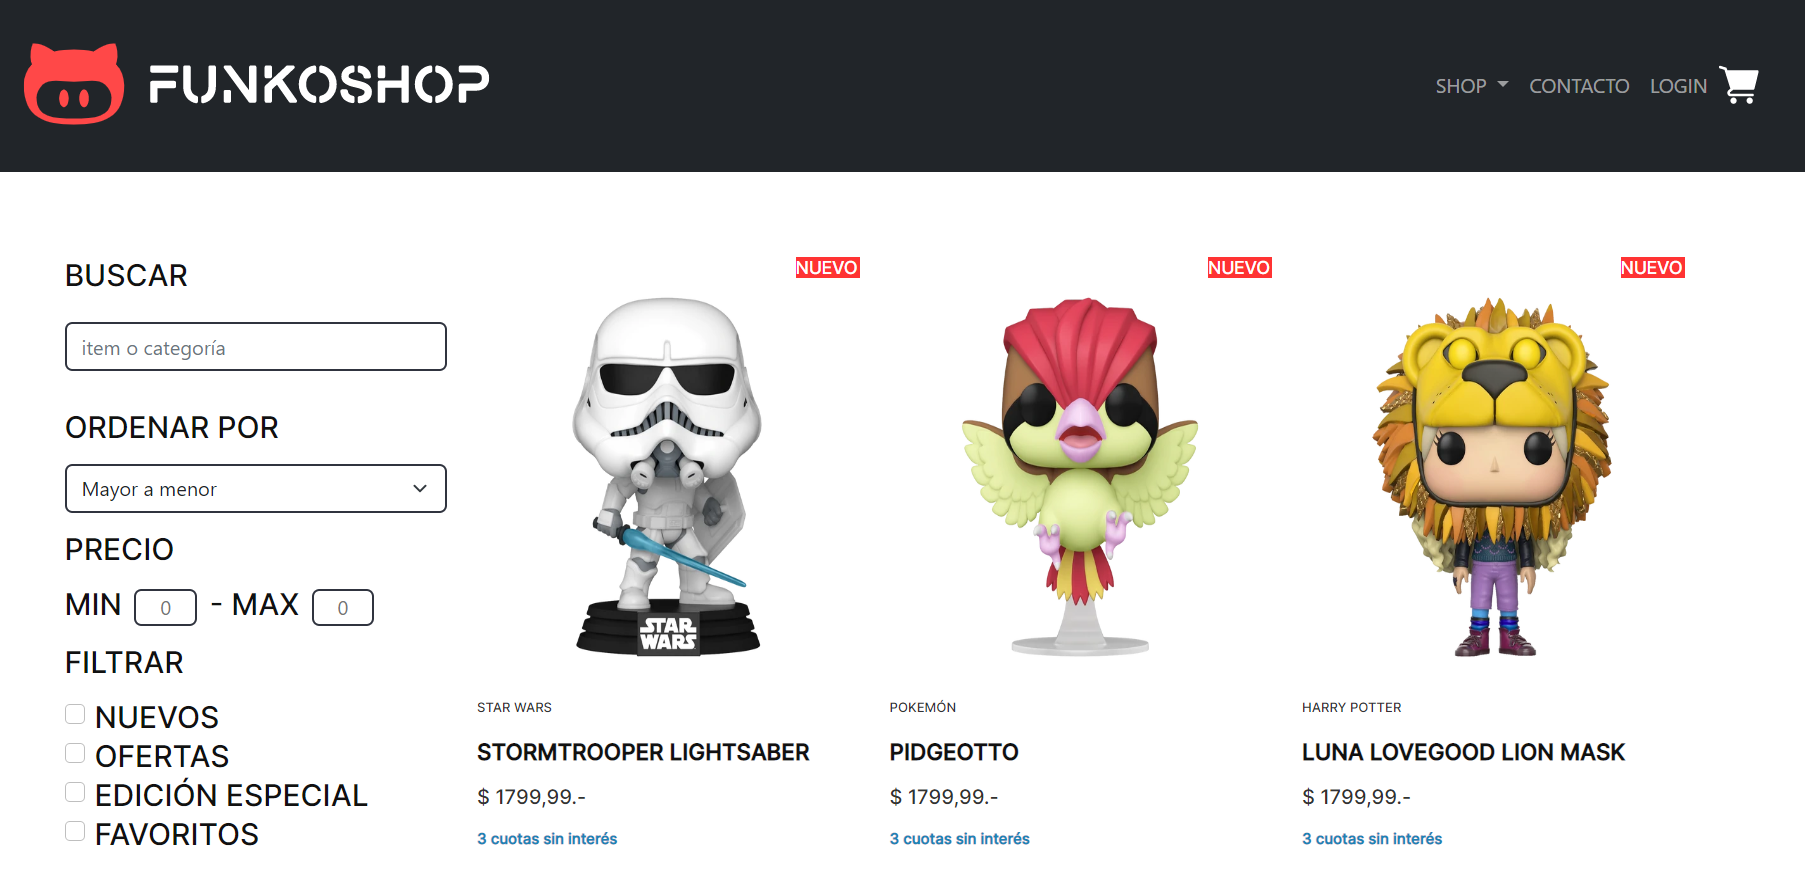 FUNKOSHOP
SHOP CONTACTO LOGIN
BUSCAR
item o categoría
ORDENAR POR
Mayor a menor
PRECIO
MIN 0 - MAX 0
FILTRAR
NUEVOS
OFERTAS
EDICIÓN ESPECIAL
FAVORITOS
NUEVO
STAR WARS
STAR WARS
STORMTROOPER LIGHTSABER
$ 1799,99.-
3 cuotas sin interés
NUEVO
POKEMÓN
PIDGEOTTO
$ 1799,99.-
3 cuotas sin interés
NUEVO
HARRY POTTER
LUNA LOVEGOOD LION MASK
$ 1799,99.-
3 cuotas sin interés